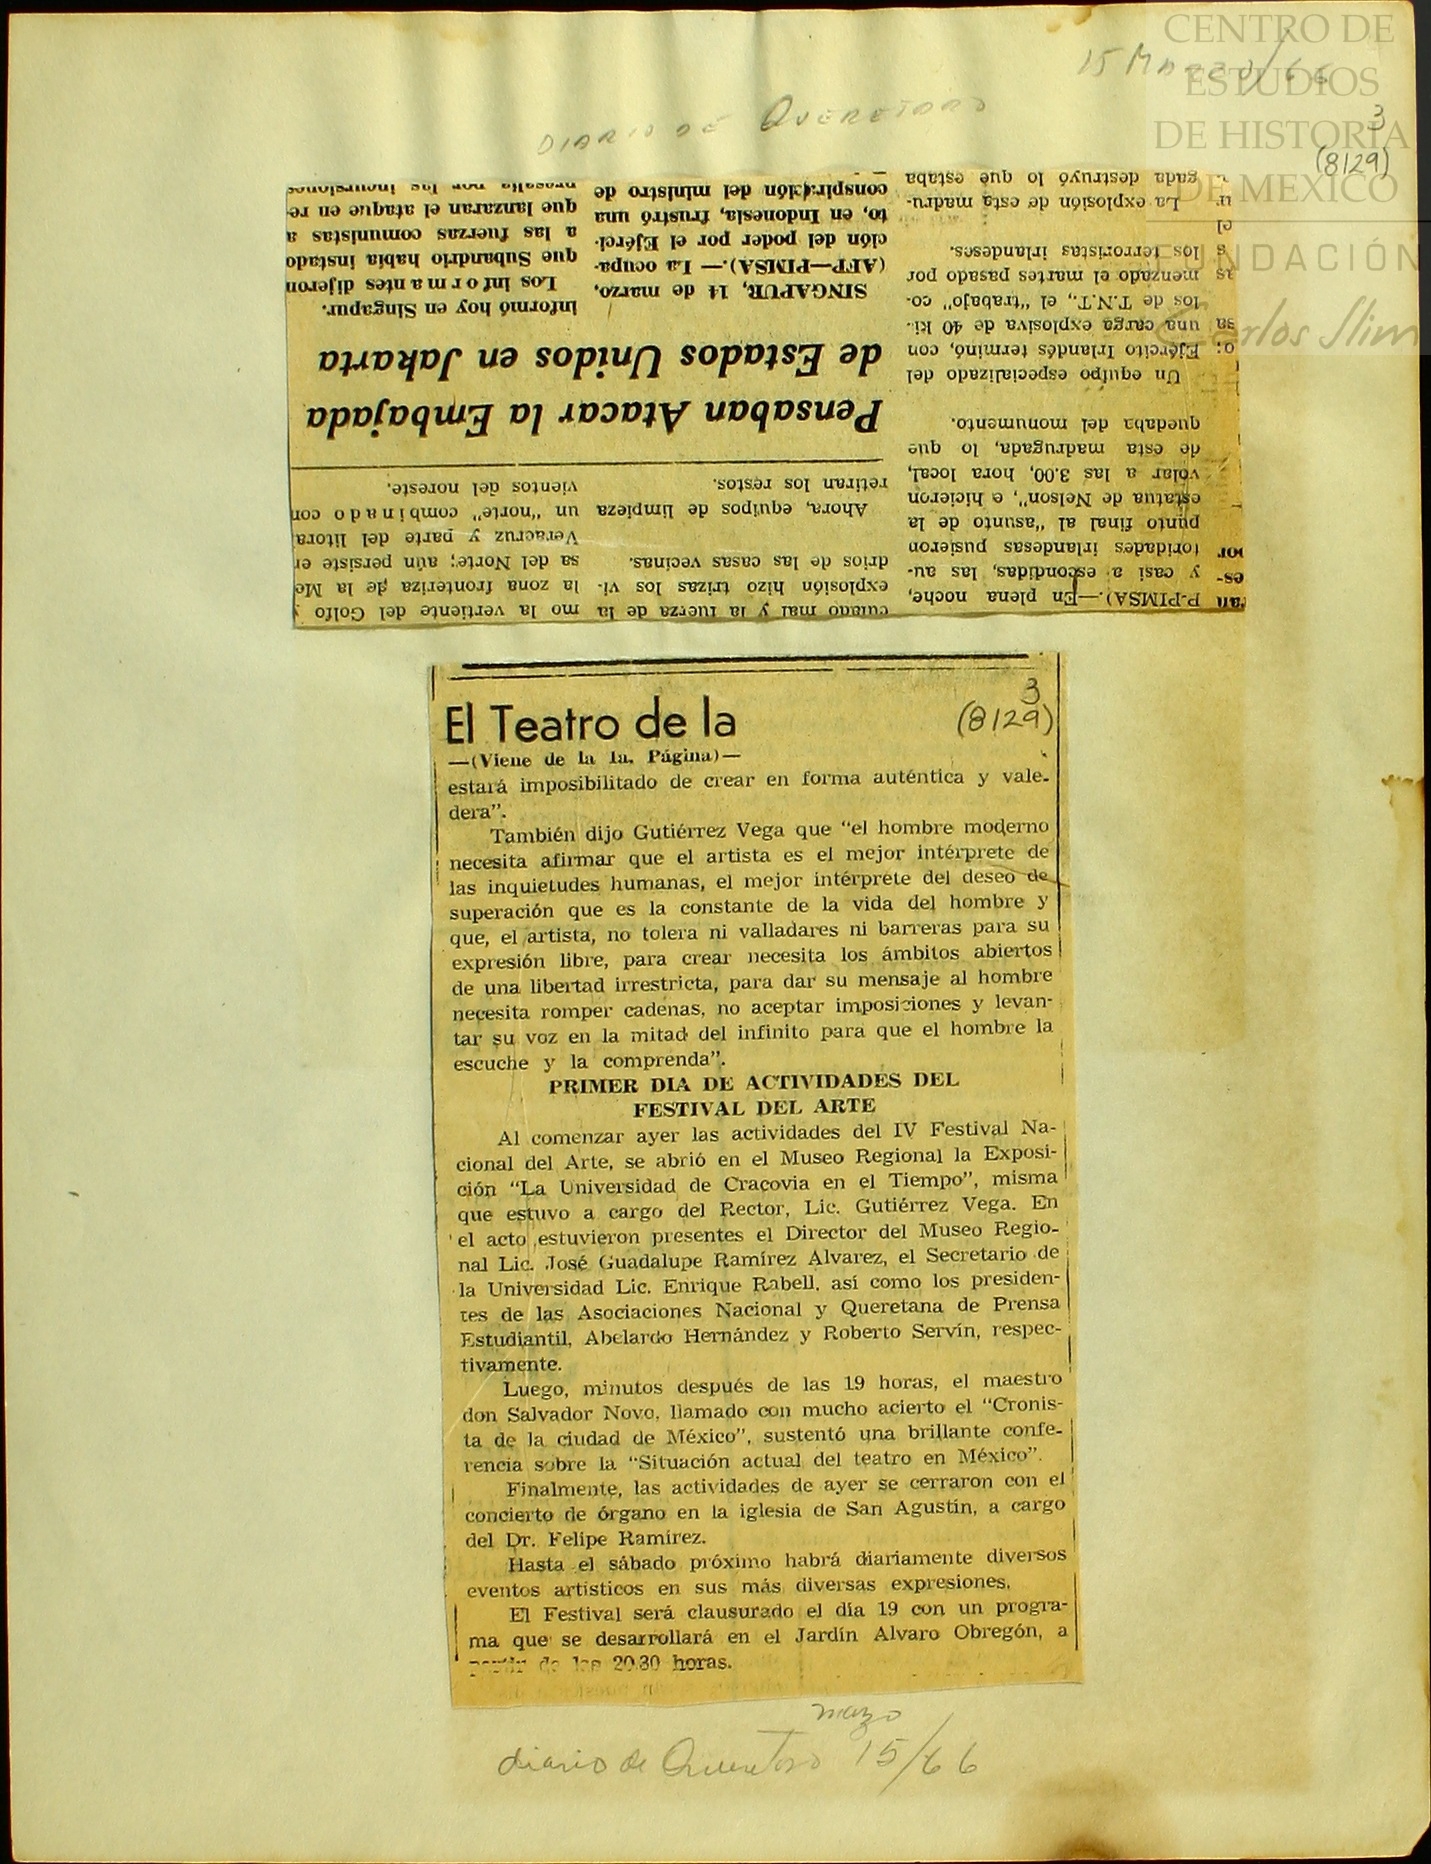 CENTRO DE
ESTUDIOS
DE HISTORIA
DE MEXICO
FUNDACIÓN
Carlos Slim
15 Marzo/66
DIARIO DE QUERETARO
3
(8129)
P-PIMSA).—En plena noche,
y casi a escondidas, las au-
toridades irlandesas pusieron
punto final al "asunto de la
estatua de Nelson", e hicieron
volar a las 3.00, hora local,
de esta madrugada, lo que
quedaba del monumento.
Un equipo especializado del
Ejército Irlandés terminó, con
una carga explosiva de 40 ki-
los de T.N.T., el "trabajo" co-
menzado el martes pasado por
los terroristas irlandeses.
La explosión de esta madru-
gada destruyó lo que estaba
cuando mal y la fuerza de la
explosión hizo trizas los vi-
drios de las casas vecinas.
Ahora, equipos de limpieza
retiran los restos.
mo la vertiente del Golfo y
la zona fronteriza de la Me
sa del Norte; aún persiste en
Veracruz y parte del litora
un "norte" combinado con
vientos del noreste.
Pensaban Atacar la Embajada
de Estados Unidos en Jakarta
SINGAPUR, 14 de marzo,
(AFP—PIMSA).— La ocupa-
ción del poder por el Ejérci-
to, en Indonesia, frustró una
conspiración del ministro de
informó hoy en Singapur.
Los informantes dijeron
que Subandrio había instado
a las fuerzas comunistas a
que lanzaran el ataque en re-
presalia por las incursiones
El Teatro de la
3
(8129)
—(Viene de la 1a. Página)—
estará imposibilitado de crear en forma auténtica y vale-
dera".
También dijo Gutiérrez Vega que "el hombre moderno
necesita afirmar que el artista es el mejor intérprete de
las inquietudes humanas, el mejor intérprete del deseo de
superación que es la constante de la vida del hombre y
que, el artista, no tolera ni valladares ni barreras para su
expresión libre, para crear necesita los ámbitos abiertos
de una libertad irrestricta, para dar su mensaje al hombre
necesita romper cadenas, no aceptar imposiciones y levan-
tar su voz en la mitad del infinito para que el hombre la
escuche y la comprenda".
PRIMER DIA DE ACTIVIDADES DEL
FESTIVAL DEL ARTE
Al comenzar ayer las actividades del IV Festival Na-
cional del Arte, se abrió en el Museo Regional la Exposi-
ción "La Universidad de Cracovia en el Tiempo", misma
que estuvo a cargo del Rector, Lic. Gutiérrez Vega. En
el acto estuvieron presentes el Director del Museo Regio-
nal Lic. José Guadalupe Ramírez Alvarez, el Secretario de
la Universidad Lic. Enrique Rabell, así como los presiden-
tes de las Asociaciones Nacional y Queretana de Prensa
Estudiantil, Abelardo Hernández y Roberto Servín, respec-
tivamente.
Luego, minutos después de las 19 horas, el maestro
don Salvador Novo, llamado con mucho acierto el "Cronis-
ta de la ciudad de México", sustentó una brillante confe-
rencia sobre la "Situación actual del teatro en México".
Finalmente, las actividades de ayer se cerraron con el
concierto de órgano en la iglesia de San Agustín, a cargo
del Dr. Felipe Ramírez.
Hasta el sábado próximo habrá diariamente diversos
eventos artísticos en sus más diversas expresiones.
El Festival será clausurado el día 19 con un progra-
ma que se desarrollará en el Jardín Alvaro Obregón, a
partir de las 20.30 horas.
marzo
diario de Queretaro 15/66